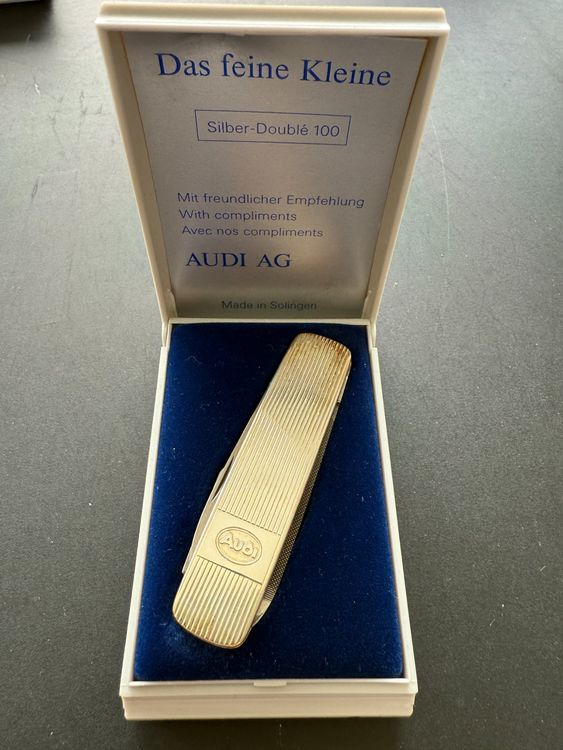 Das feine Kleine
Silber-Doublé 100
Mit freundlicher Empfehlung
With compliments
Avec nos compliments
AUDI AG
Made in Solingen
Audi